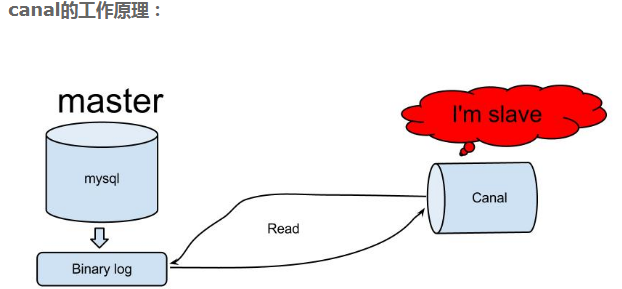 canal的工作原理：
master
I'm slave
mysql
Canal
Read
Binary log